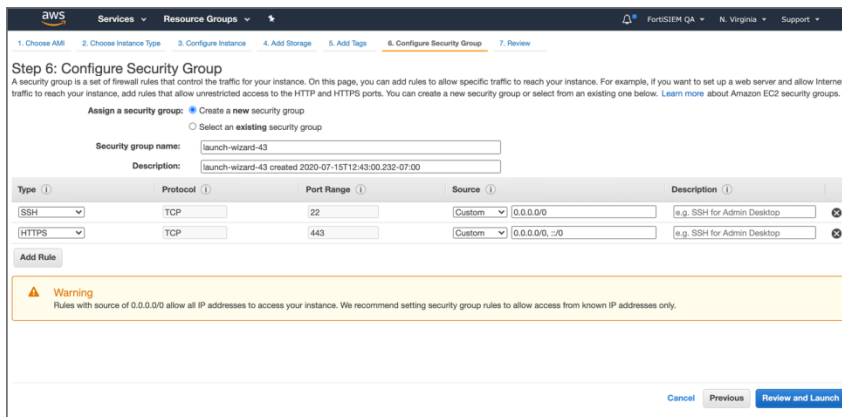 aws Services Resource Groups FortiSIEM QA N. Virginia Support
1. Choose AMI 2. Choose Instance Type 3. Configure Instance 4. Add Storage 5. Add Tags 6. Configure Security Group 7. Review
Step 6: Configure Security Group
A security group is a set of firewall rules that control the traffic for your instance. On this page, you can add rules to allow specific traffic to reach your instance. For example, if you want to set up a web server and allow Internet
traffic to reach your instance, add rules that allow unrestricted access to the HTTP and HTTPS ports. You can create a new security group or select from an existing one below. Learn more about Amazon EC2 security groups.
Assign a security group: Create a new security group
Select an existing security group
Security group name: launch-wizard-43
Description: launch-wizard-43 created 2020-07-15T12:43:00.232-07:00
Type Protocol Port Range Source Description
SSH TCP 22 Custom 0.0.0.0/0 e.g. SSH for Admin Desktop
HTTPS TCP 443 Custom 0.0.0.0/0, ::/0 e.g. SSH for Admin Desktop
Add Rule
Warning
Rules with source of 0.0.0.0/0 allow all IP addresses to access your instance. We recommend setting security group rules to allow access from known IP addresses only.
Cancel Previous Review and Launch